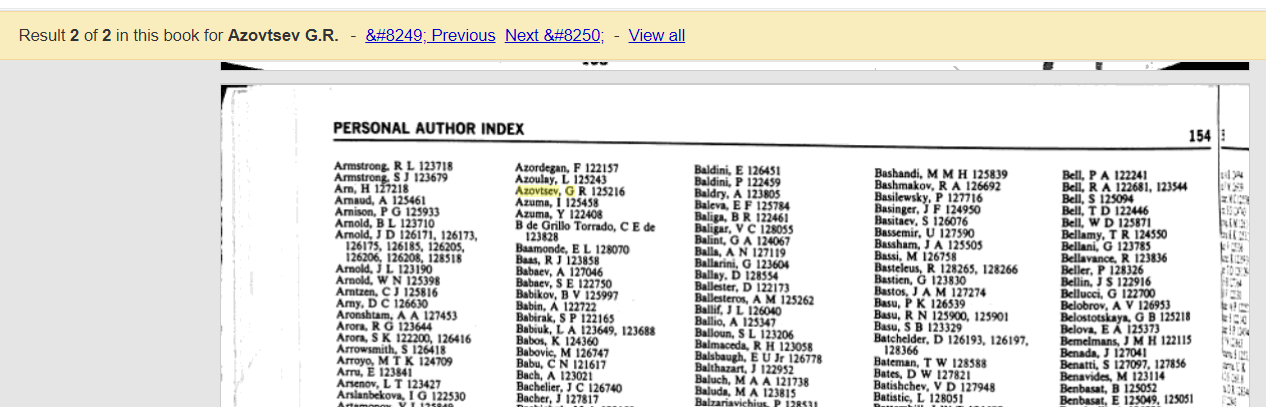 Result 2 of 2 in this book for Azovtsev G.R. - &#8249; Previous Next &#8250; - View all
PERSONAL AUTHOR INDEX
154
Armstrong, R L 123718
Armstrong, S J 123679
Arn, H 127218
Arnaud, A 125461
Arnison, P G 125933
Arnold, B L 123710
Arnold, J D 126171, 126173,
126175, 126185, 126205,
126206, 126208, 128518
Arnold, J L 123190
Arnold, W N 125398
Arntzen, C J 125816
Arny, D C 126630
Aronshtam, A A 127453
Arora, R G 123644
Arora, S K 122200, 126416
Arrowsmith, S 126418
Arroyo, M T K 124709
Arru, E 123841
Arsenov, L T 123427
Arslanbekova, I G 122530
Azordegan, F 122157
Azoulay, L 125243
Azovtsev, G R 125216
Azuma, I 125458
Azuma, Y 122408
B de Grillo Torrado, C E de
123828
Baamonde, E L 128070
Baas, R J 123858
Babaev, A 127046
Babaev, S E 122750
Babikov, B V 125997
Babin, A 122722
Babirak, S P 122165
Babiuk, L A 123649, 123688
Babos, K 124360
Babovic, M 126747
Babu, C N 121617
Bach, A 123021
Bachelier, J C 126740
Bacher, J 127817
Baldini, E 126451
Baldini, P 122459
Baldry, A 123805
Baleva, E F 125784
Baliga, B R 122461
Baligar, V C 128055
Balint, G A 124067
Balla, A N 127119
Ballarini, G 123604
Ballay, D 128554
Ballester, D 122173
Ballesteros, A M 125262
Ballif, J L 126040
Ballio, A 125347
Balloun, S L 123206
Balmaceda, R H 123058
Balsbaugh, E U Jr 126778
Balthazart, J 122952
Baluch, M A A 121738
Baluda, M A 123815
Balzariavichius, P 128531
Bashandi, M M H 125839
Bashmakov, R A 126692
Basilewsky, P 127716
Basinger, J F 124950
Basitaev, S 126076
Bassemir, U 127590
Bassham, J A 125505
Bassi, M 126758
Basteleus, R 128265, 128266
Bastien, G 123830
Bastos, J A M 127274
Basu, P K 126539
Basu, R N 125900, 125901
Basu, S B 123329
Batchelder, D 126193, 126197,
128366
Bateman, T W 128588
Bates, D W 127821
Batishchev, V D 127948
Batistic, L 128051
Bell, P A 122241
Bell, R A 122681, 123544
Bell, S 125094
Bell, T D 122446
Bell, W D 125871
Bellamy, T R 124550
Bellani, G 123785
Bellavance, R 123836
Beller, P 128326
Bellin, J S 122916
Bellucci, G 122700
Belobrov, A V 126953
Belostotskaya, G B 125218
Belova, E A 125373
Bemelmans, J M H 122115
Benada, J 127041
Benatti, S 127097, 127856
Benavides, M 123114
Benbasat, B 125052
Benbasat, E 125049, 125051